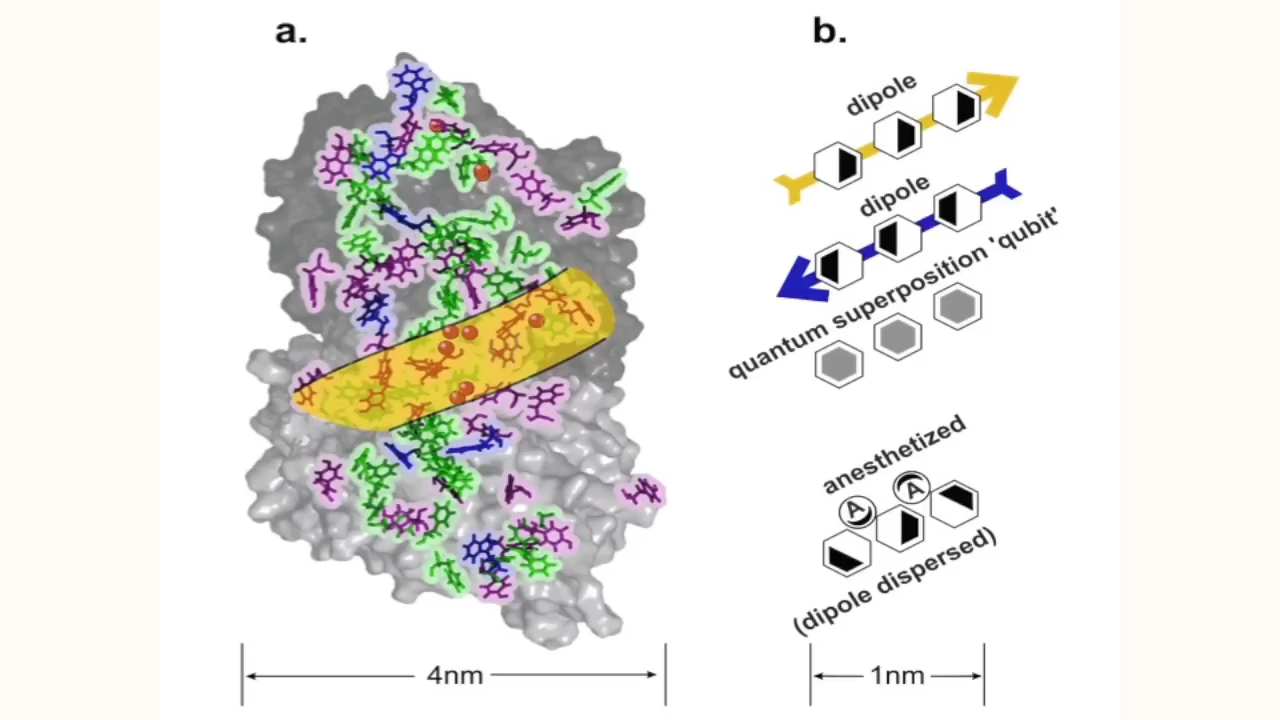 a.
b.
dipole
dipole
quantum superposition 'qubit'
anesthetized
A
A
(dipole dispersed)
4nm
1nm